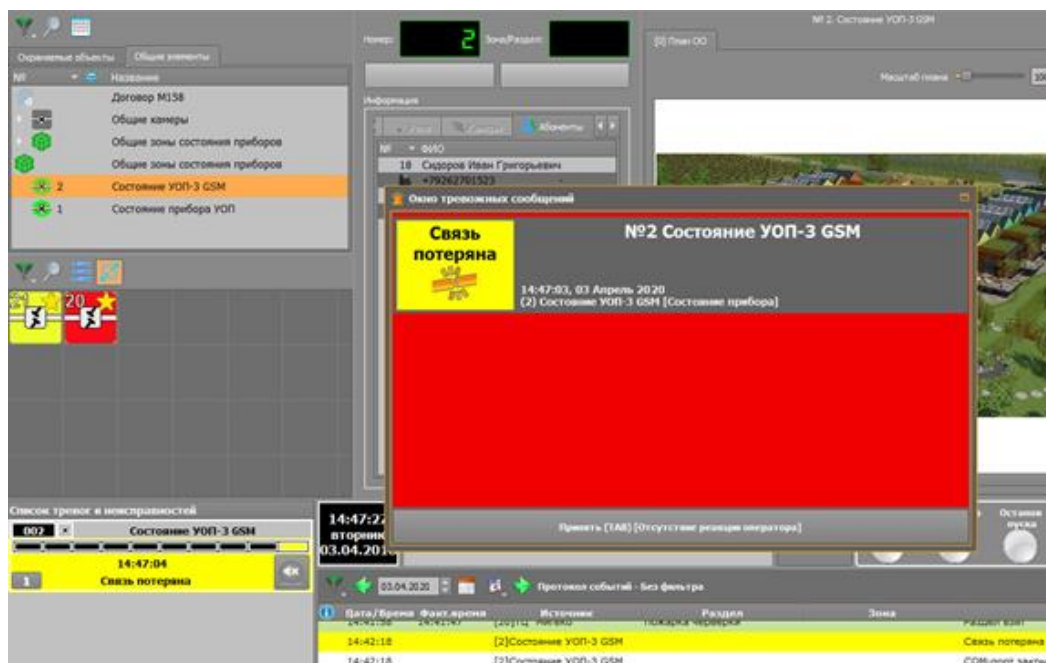 № 2. Состояние УОП-3 GSM
Номер:
2
Зона/Раздел:
[0] План ОО
Охраняемые объекты
Общие элементы
Масштаб плана
№
Название
Договор М158
Общие камеры
Общие зоны состояния приборов
Общие зоны состояния приборов
2
Состояние УОП-3 GSM
1
Состояние прибора УОП
Информация
Абоненты
№
ФИО
10
Сидоров Иван Григорьевич
+79262701523
Окно тревожных сообщений
Связь
потеряна
№2 Состояние УОП-3 GSM
14:47:03, 03 Апрель 2020
(2) Состояние УОП-3 GSM [Состояние прибора]
20
Принять (TAB) [Отсутствие реакции оператора]
Список тревог и неисправностей
002
Состояние УОП-3 GSM
14:47:04
1
Связь потеряна
14:47:27
вторник
Останов
пуска
03.04.2020
Протокол событий - Без фильтра
Дата/Время
Факт.время
Источник
Раздел
Зона
14:42:18
[2]Состояние УОП-3 GSM
Связь потеряна
14:42:18
[2]Состояние УОП-3 GSM